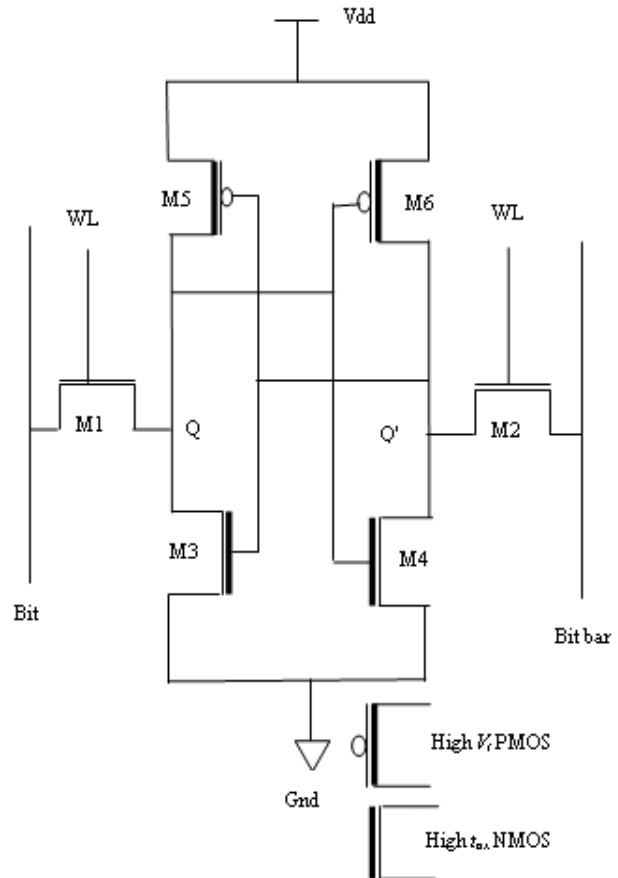 Vdd
M5
M6
WL
WL
M1
Q
Q'
M2
M3
M4
Bit
Bit bar
High Vt PMOS
Gnd
High tox NMOS